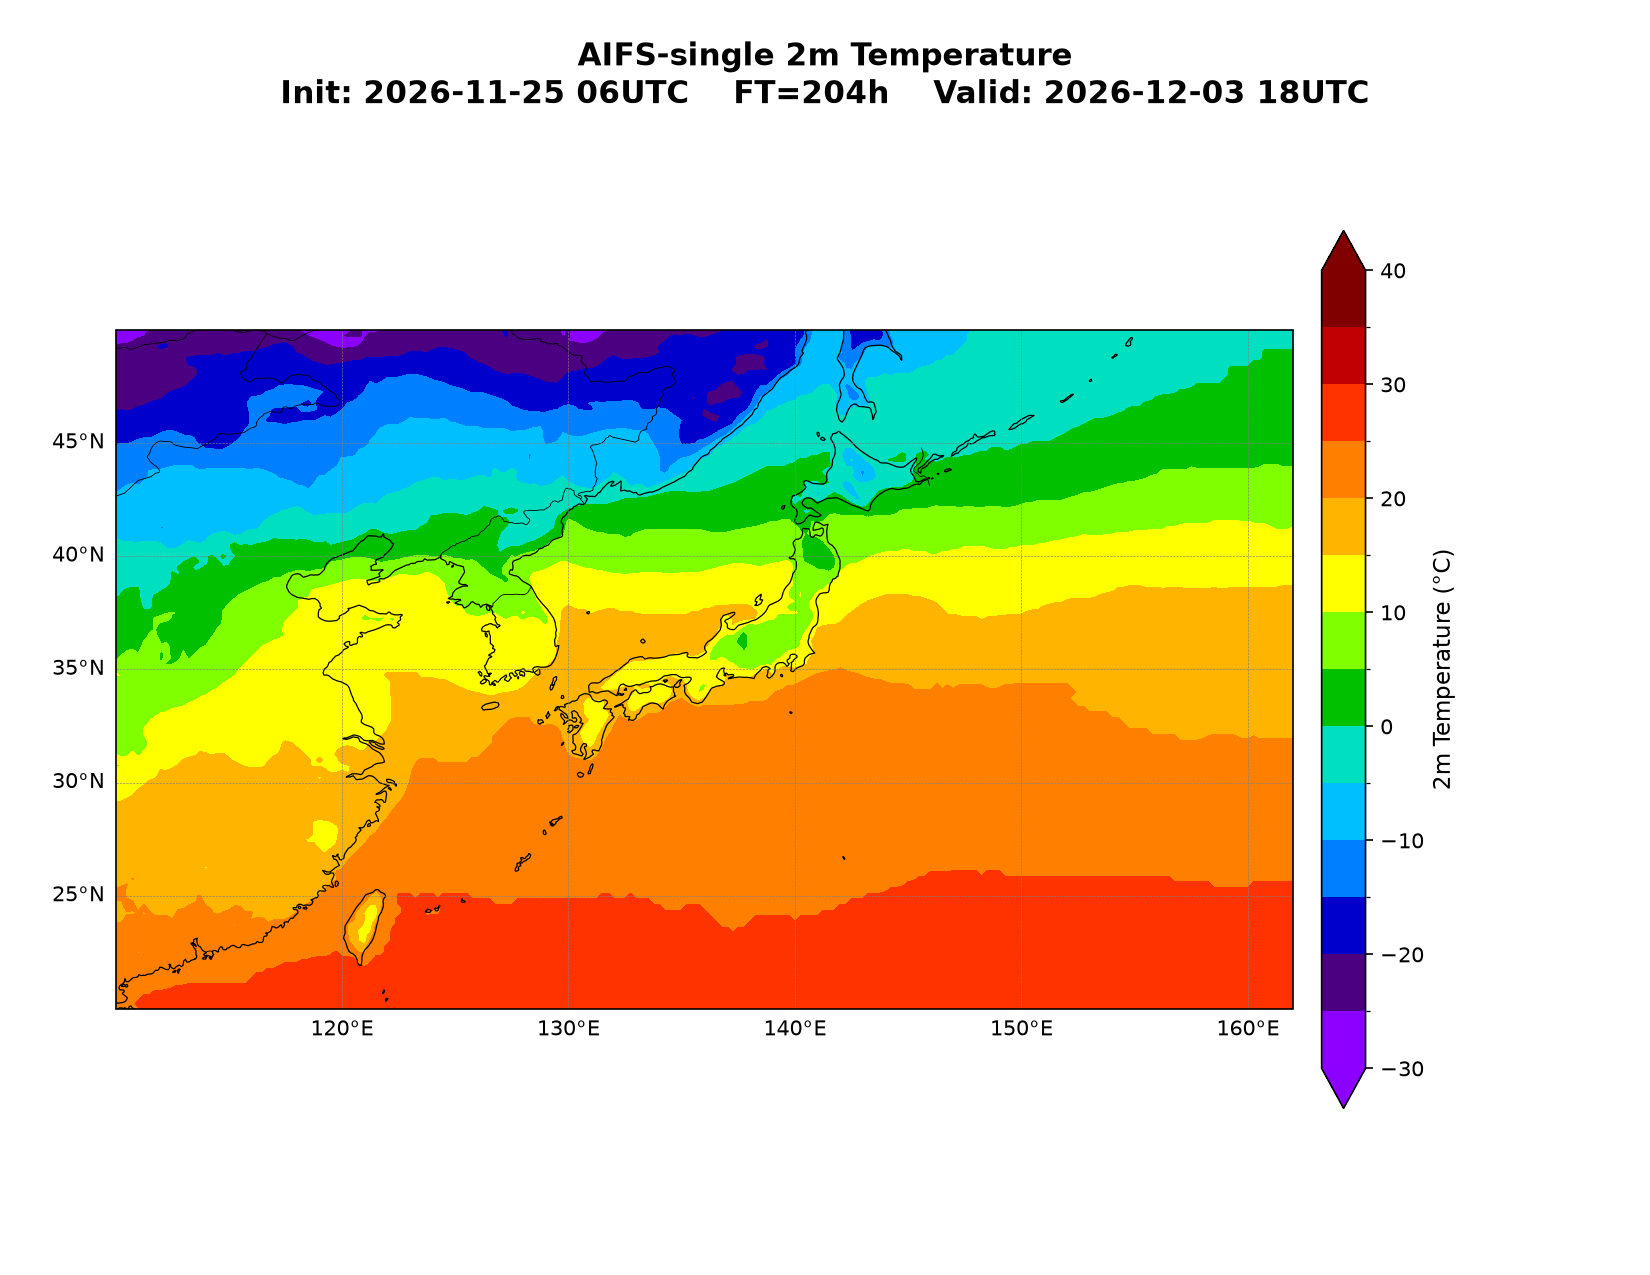 AIFS-single 2m Temperature
Init: 2026-11-25 06UTC    FT=204h    Valid: 2026-12-03 18UTC
45°N
40°N
35°N
30°N
25°N
120°E
130°E
140°E
150°E
160°E
40
30
20
10
0
−10
−20
−30
2m Temperature (°C)